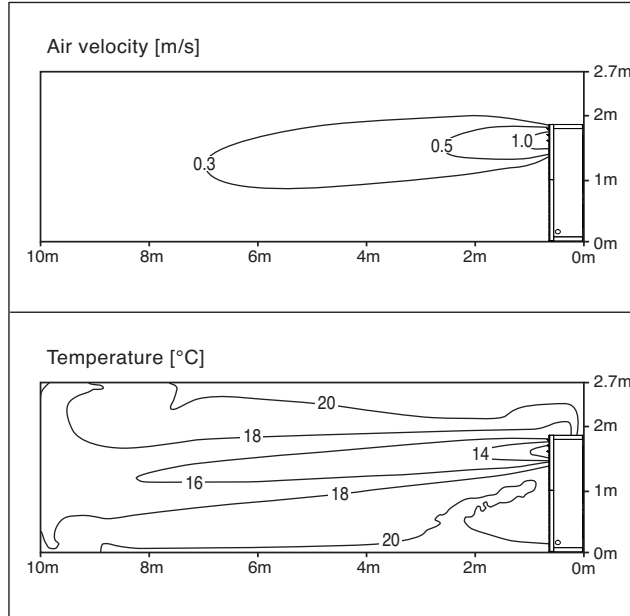 Air velocity [m/s]
2.7m
2m
1.0
0.5
0.3
1m
0m
10m 8m 6m 4m 2m 0m
Temperature [°C]
2.7m
20
18
2m
14
16
18
1m
20
0m
10m 8m 6m 4m 2m 0m